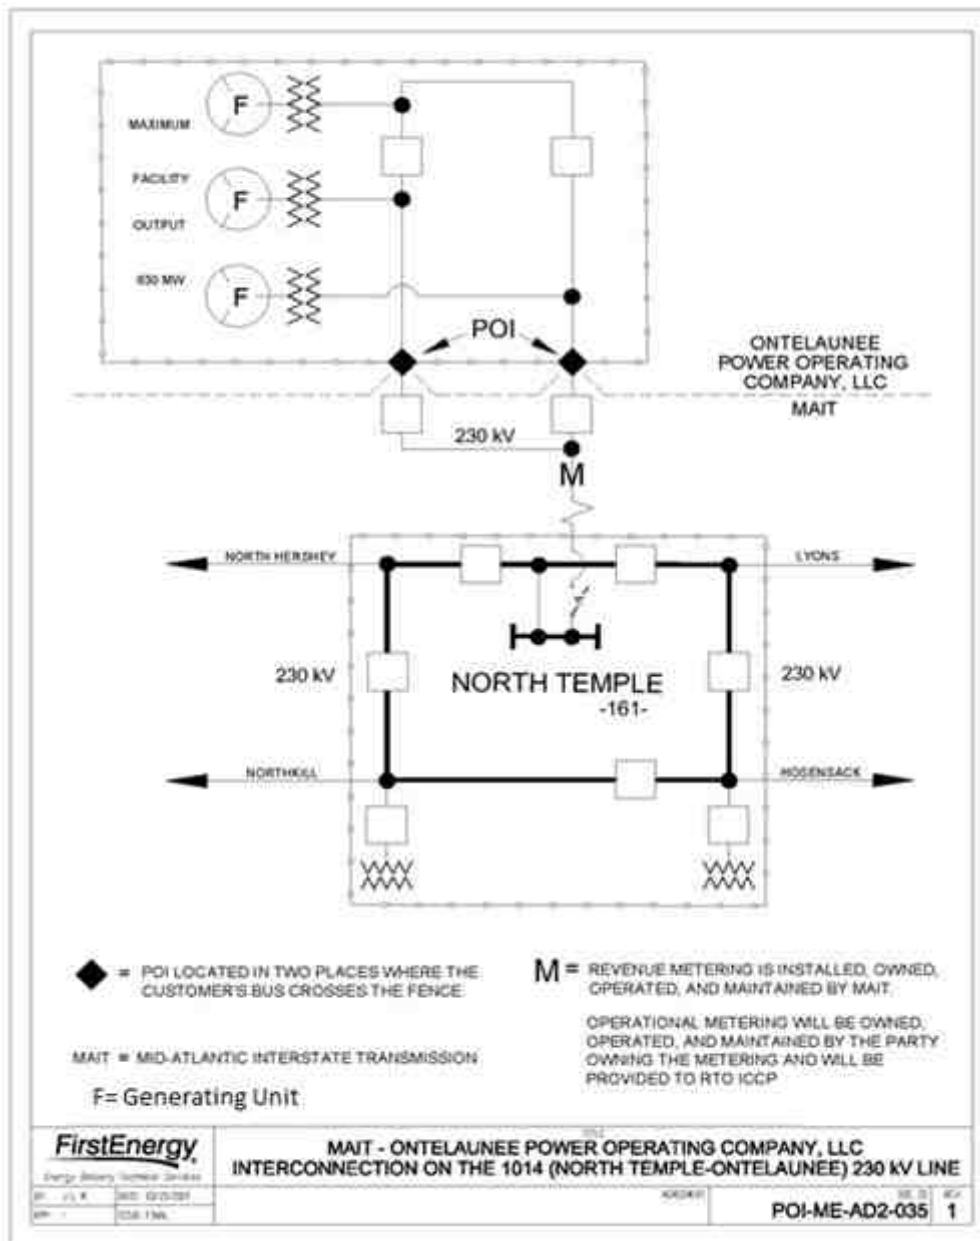 F
MAXIMUM
FACILITY
F
OUTPUT
F
POI
ONTELAUNEE
POWER OPERATING
COMPANY, LLC
MAIT
230 kV
M
NORTH HERSHEY
LYONS
230 kV
NORTH TEMPLE
230 kV
-161-
NORTHKILL
HOSENSACK
= POI LOCATED IN TWO PLACES WHERE THE
CUSTOMER'S BUS CROSSES THE FENCE
M = REVENUE METERING IS INSTALLED, OWNED,
OPERATED, AND MAINTAINED BY MAIT.
OPERATIONAL METERING WILL BE OWNED,
OPERATED, AND MAINTAINED BY THE PARTY
OWNING THE METERING AND WILL BE
PROVIDED TO RTO ICCP
MAIT = MID-ATLANTIC INTERSTATE TRANSMISSION
F= Generating Unit
FirstEnergy
Energy Delivery Technical Services
TITLE
MAIT - ONTELAUNEE POWER OPERATING COMPANY, LLC
INTERCONNECTION ON THE 1014 (NORTH TEMPLE-ONTELAUNEE) 230 kV LINE
POI-ME-AD2-035
1